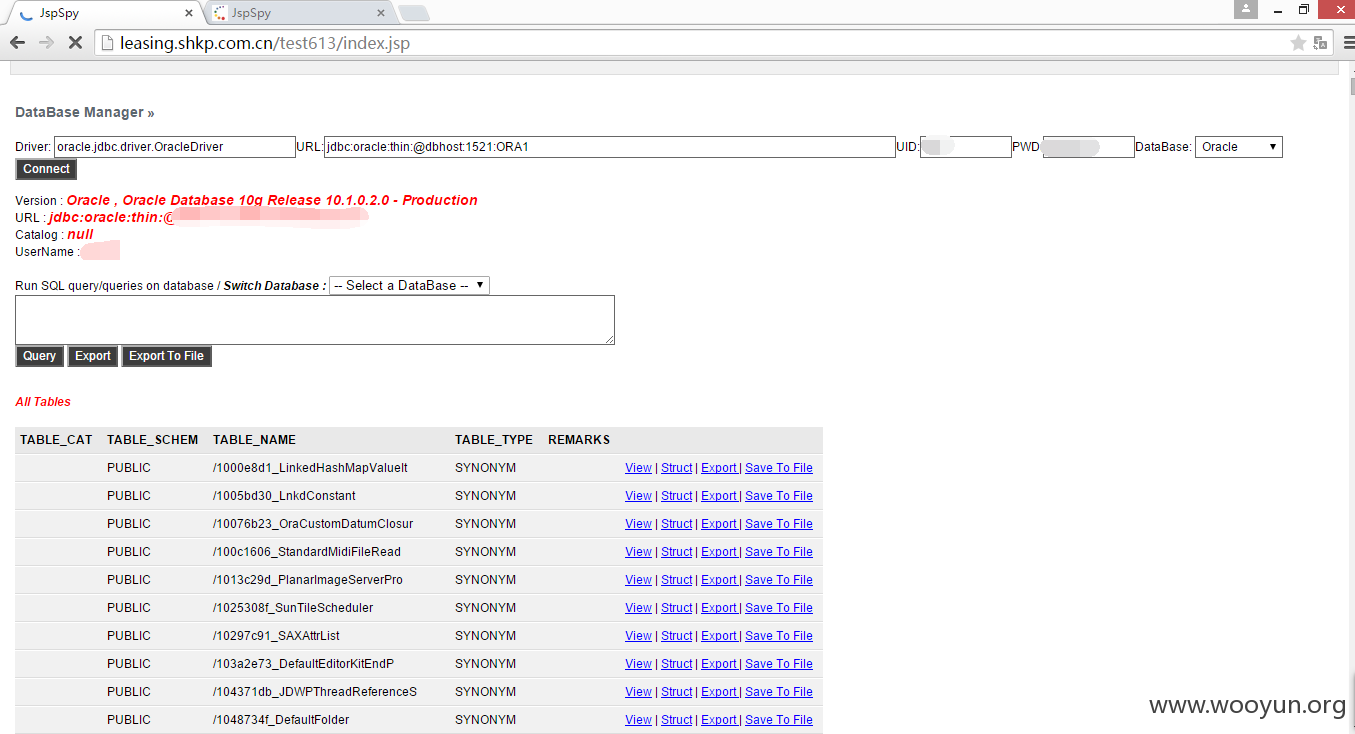 JspSpy
JspSpy
leasing.shkp.com.cn/test613/index.jsp
DataBase Manager »
Driver: oracle.jdbc.driver.OracleDriver URL: jdbc:oracle:thin:@dbhost:1521:ORA1 UID: PWD DataBase: Oracle
Connect
Version : Oracle , Oracle Database 10g Release 10.1.0.2.0 - Production
URL : jdbc:oracle:thin:@
Catalog : null
UserName :
Run SQL query/queries on database / Switch Database : -- Select a DataBase --
Query Export Export To File
All Tables
TABLE_CAT TABLE_SCHEM TABLE_NAME TABLE_TYPE REMARKS
PUBLIC /1000e8d1_LinkedHashMapValueIt SYNONYM View | Struct | Export | Save To File
PUBLIC /1005bd30_LnkdConstant SYNONYM View | Struct | Export | Save To File
PUBLIC /10076b23_OraCustomDatumClosur SYNONYM View | Struct | Export | Save To File
PUBLIC /100c1606_StandardMidiFileRead SYNONYM View | Struct | Export | Save To File
PUBLIC /1013c29d_PlanarImageServerPro SYNONYM View | Struct | Export | Save To File
PUBLIC /1025308f_SunTileScheduler SYNONYM View | Struct | Export | Save To File
PUBLIC /10297c91_SAXAttrList SYNONYM View | Struct | Export | Save To File
PUBLIC /103a2e73_DefaultEditorKitEndP SYNONYM View | Struct | Export | Save To File
PUBLIC /104371db_JDWPThreadReferenceS SYNONYM View | Struct | Export | Save To File
PUBLIC /1048734f_DefaultFolder SYNONYM View | Struct | Export | Save To File
www.wooyun.org